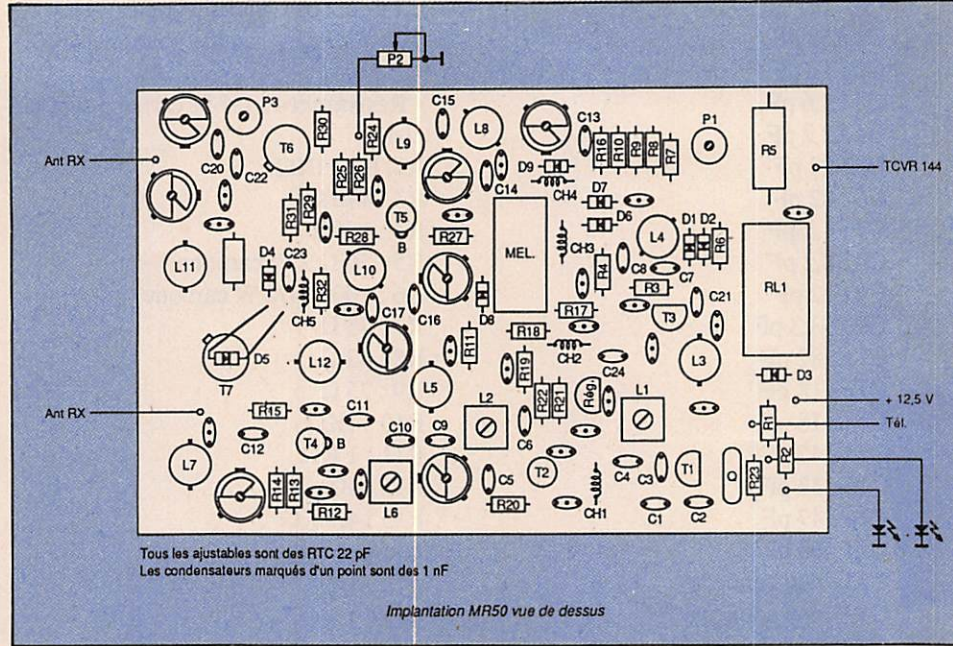 P2
C15
P3
R30
R24
L9
L8
C13
R16
R10
R9
R8
R7
P1
R5
Ant RX
C20
C22
T6
R25
R26
D9
CH4
C14
TCVR 144
R31
R29
T5
B
D7
D6
L4
D1
D2
R6
L11
D4
C23
R28
R27
MEL.
CH3
R4
C8
C7
RL1
L10
R32
CH5
C17
C16
D8
R3
C21
R17
T3
D5
T7
L12
R11
R18
CH2
L3
L5
R19
C24
D3
Ant RX
R15
C11
L2
R22
R21
Rég.
L1
+ 12,5 V
Tél.
C12
T4
B
C10
C9
C6
R1
L7
R2
C5
T2
C4
C3
T1
Q
R23
R14
R13
R12
L6
R20
CH1
C1
C2
Tous les ajustables sont des RTC 22 pF
Les condensateurs marqués d'un point sont des 1 nF
Implantation MR50 vue de dessus